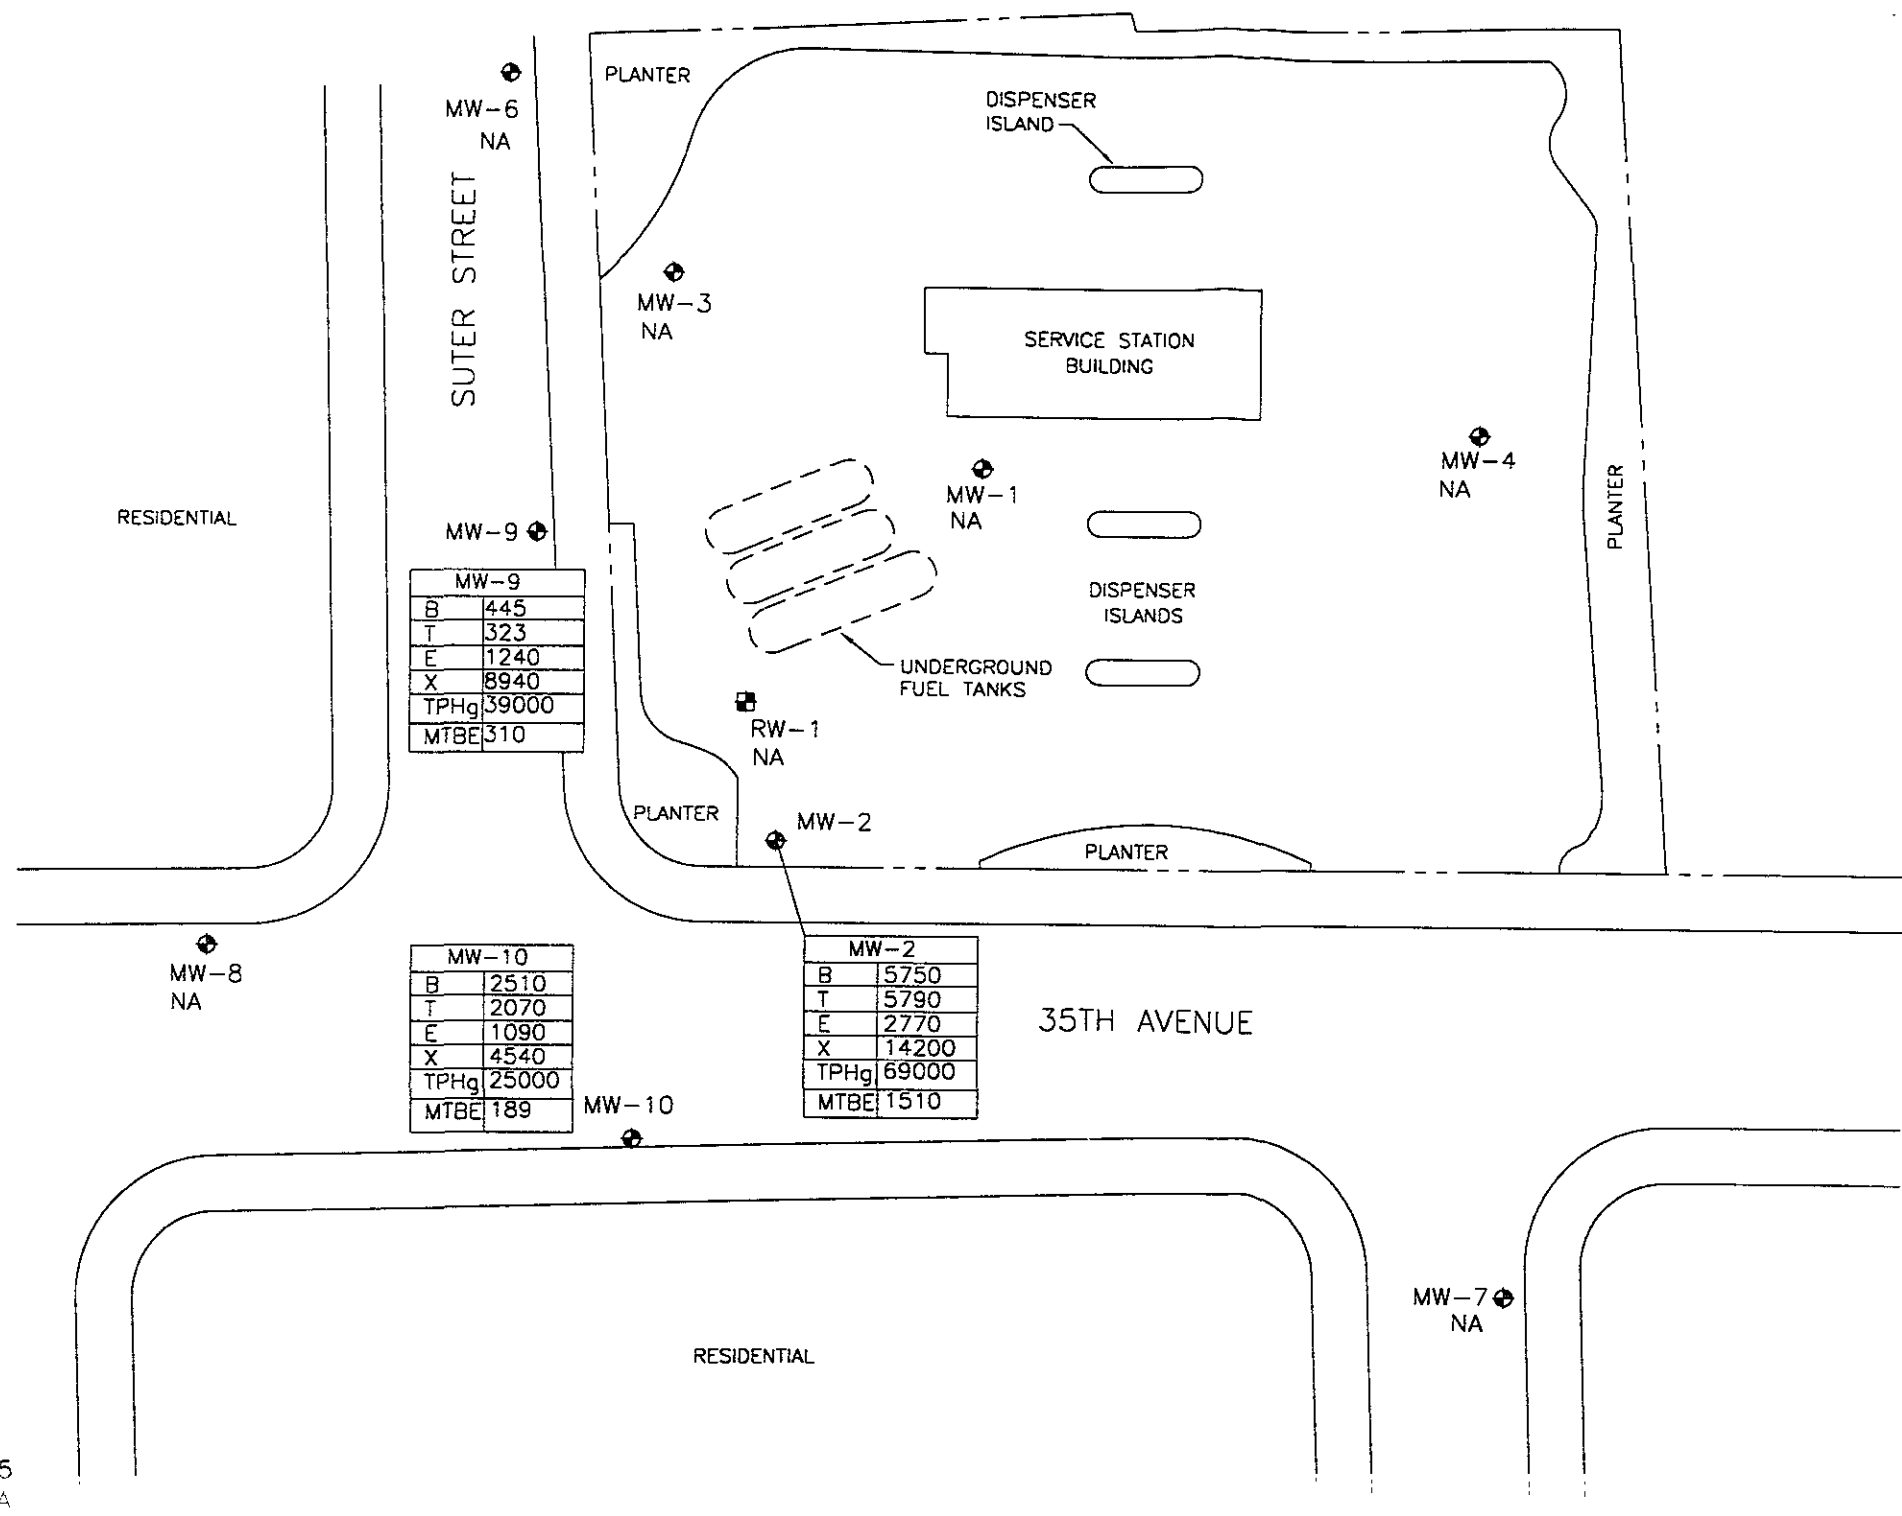 PLANTER
MW-6
NA
DISPENSER
ISLAND
SUTER STREET
MW-3
NA
SERVICE STATION
BUILDING
MW-4
NA
PLANTER
MW-1
NA
RESIDENTIAL
MW-9
MW-9
B 445
T 323
E 1240
X 8940
TPHg 39000
MTBE 310
DISPENSER
ISLANDS
UNDERGROUND
FUEL TANKS
RW-1
NA
PLANTER
MW-2
PLANTER
MW-8
NA
MW-10
B 2510
T 2070
E 1090
X 4540
TPHg 25000
MTBE 189
MW-10
MW-2
B 5750
T 5790
E 2770
X 14200
TPHg 69000
MTBE 1510
35TH AVENUE
MW-7
NA
RESIDENTIAL
5
A